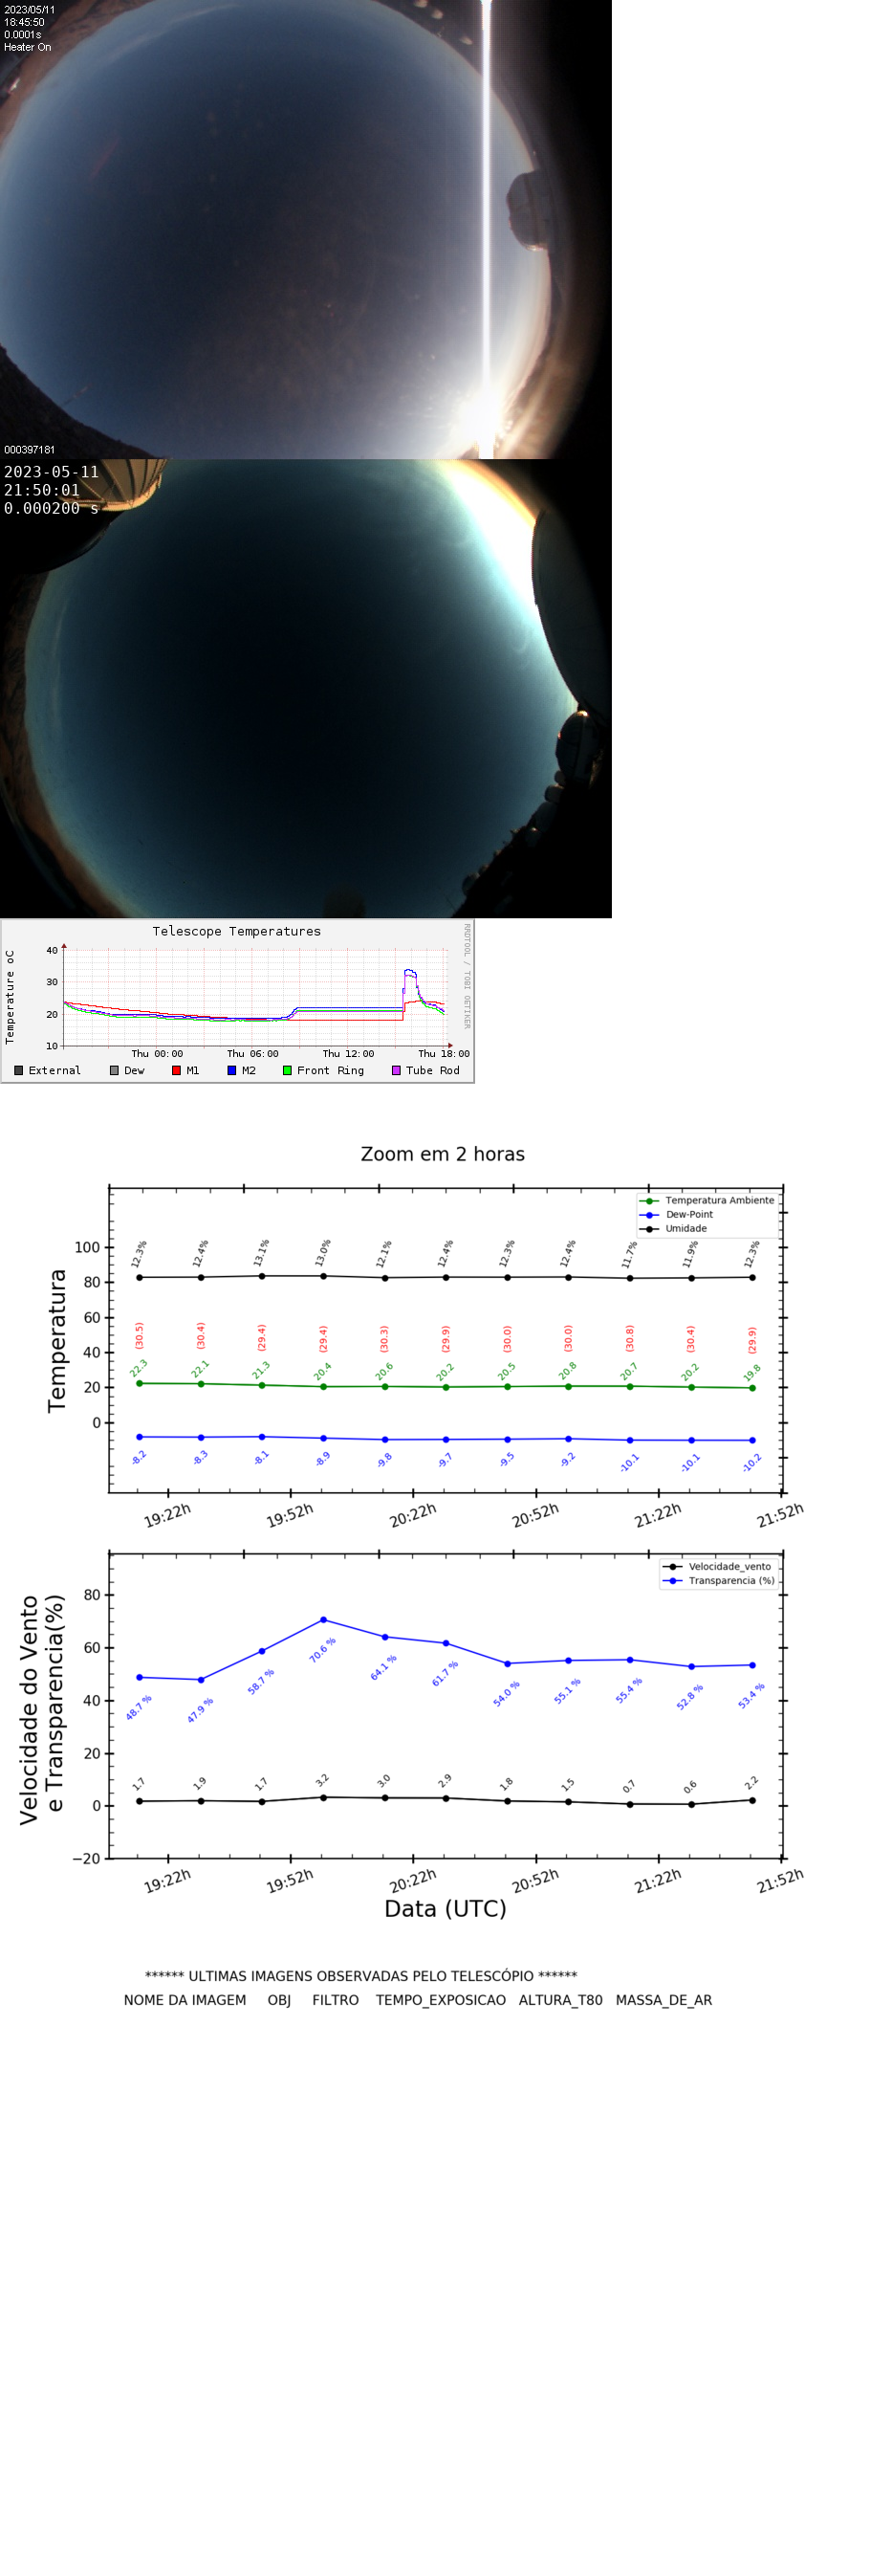 2023/05/11
18:45:50
0.0001s
Heater On
000397181
2023-05-11
21:50:01
0.000200 s
Telescope Temperatures
RRDTOOL / TOBI OETIKER
Temperature oC
40
30
20
10
Thu 00:00 Thu 06:00 Thu 12:00 Thu 18:00
External Dew M1 M2 Front Ring Tube Rod
Zoom em 2 horas
Temperatura Ambiente
Dew-Point
Umidade
Temperatura
100
80
60
40
20
0
12.3% 12.4% 13.1% 13.0% 12.1% 12.4% 12.3% 12.4% 11.7% 11.9% 12.3%
(30.5) (30.4) (29.4) (29.4) (30.3) (29.9) (30.0) (30.0) (30.8) (30.4) (29.9)
22.3 22.1 21.3 20.4 20.6 20.2 20.5 20.8 20.7 20.2 19.8
-8.2 -8.3 -8.1 -8.9 -9.8 -9.7 -9.5 -9.2 -10.1 -10.1 -10.2
19:22h 19:52h 20:22h 20:52h 21:22h 21:52h
Velocidade_vento
Transparencia (%)
Velocidade do Vento
e Transparencia(%)
80
60
40
20
0
−20
48.7 % 47.9 % 58.7 % 70.6 % 64.1 % 61.7 % 54.0 % 55.1 % 55.4 % 52.8 % 53.4 %
1.7 1.9 1.7 3.2 3.0 2.9 1.8 1.5 0.7 0.6 2.2
19:22h 19:52h 20:22h 20:52h 21:22h 21:52h
Data (UTC)
****** ULTIMAS IMAGENS OBSERVADAS PELO TELESCÓPIO ******
NOME DA IMAGEM OBJ FILTRO TEMPO_EXPOSICAO ALTURA_T80 MASSA_DE_AR